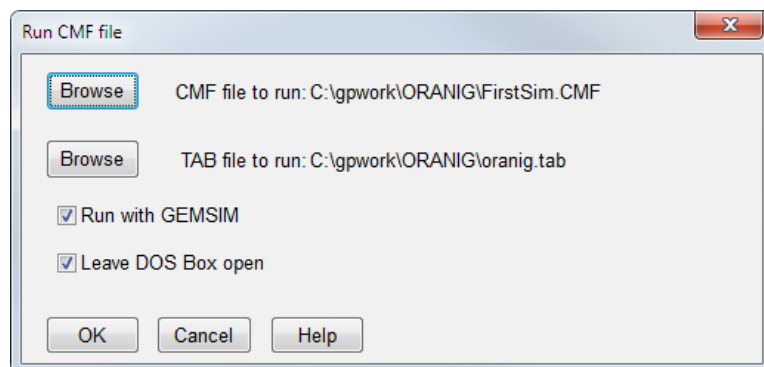 Run CMF file
Browse CMF file to run: C:\gpwork\ORANIG\FirstSim.CMF
Browse TAB file to run: C:\gpwork\ORANIG\oranig.tab
Run with GEMSIM
Leave DOS Box open
OK Cancel Help